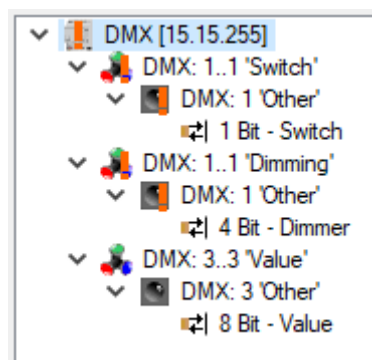 DMX [15.15.255]
DMX: 1..1 'Switch'
DMX: 1 'Other'
1 Bit - Switch
DMX: 1..1 'Dimming'
DMX: 1 'Other'
4 Bit - Dimmer
DMX: 3..3 'Value'
DMX: 3 'Other'
8 Bit - Value